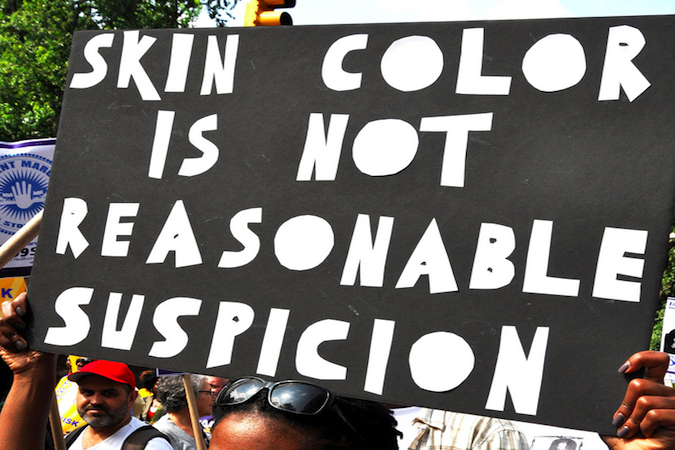 SKIN COLOR
IS NOT
REASONABLE
SUSPICION